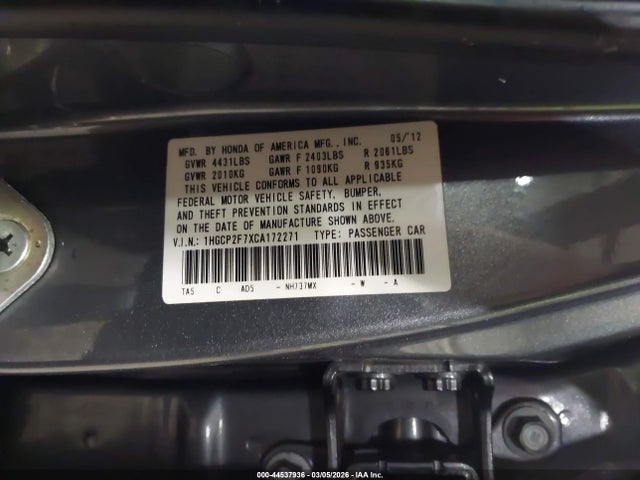 MFD. BY HONDA OF AMERICA MFG., INC. 05/'12
GVWR 4431LBS GAWR F 2403LBS R 2061LBS
GVWR 2010KG GAWR F 1090KG R 935KG
THIS VEHICLE CONFORMS TO ALL APPLICABLE
FEDERAL MOTOR VEHICLE SAFETY, BUMPER,
AND THEFT PREVENTION STANDARDS IN EFFECT
ON THE DATE OF MANUFACTURE SHOWN ABOVE.
V.I.N.: 1HGCP2F7XCA172271 TYPE: PASSENGER CAR
TA5 C AD5 - NH737MX - W - A
000-44537936 - 03/05/2026 - IAA Inc.